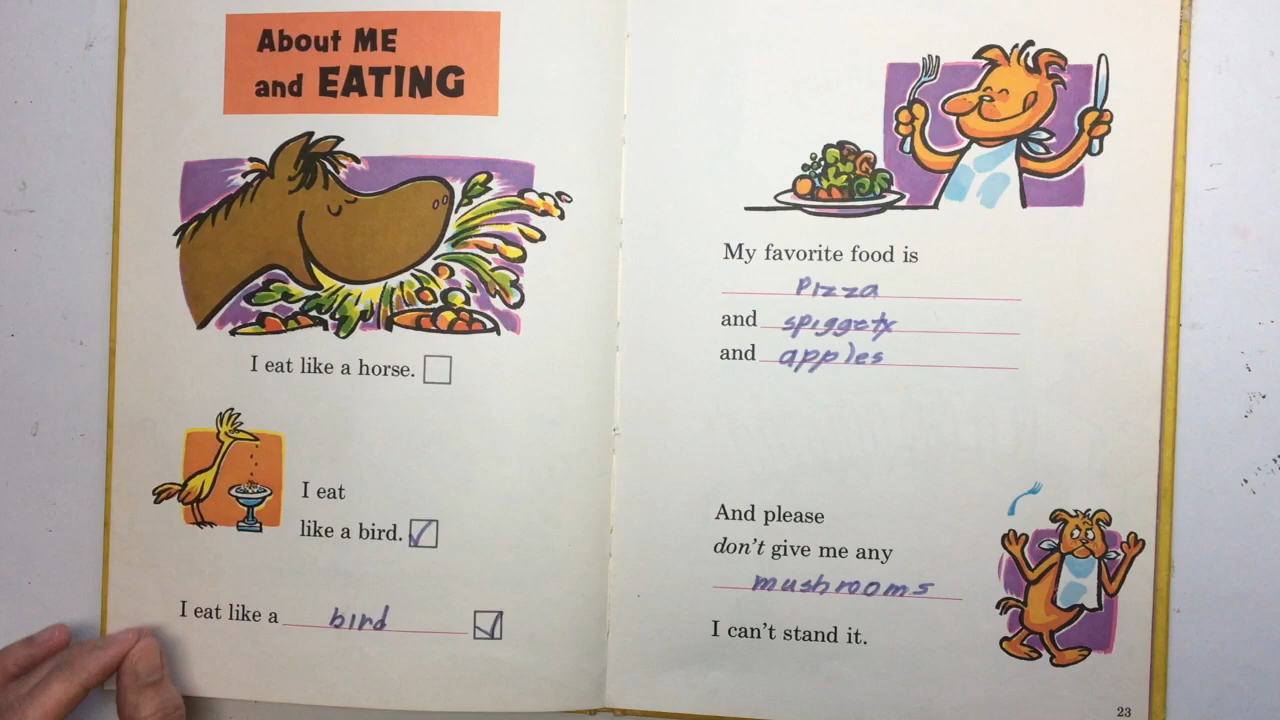 About ME
and EATING
I eat like a horse.
I eat
like a bird.
I eat like a bird
My favorite food is
Pizza
and spiggety
and apples
And please
don't give me any
mushrooms
I can't stand it.
23